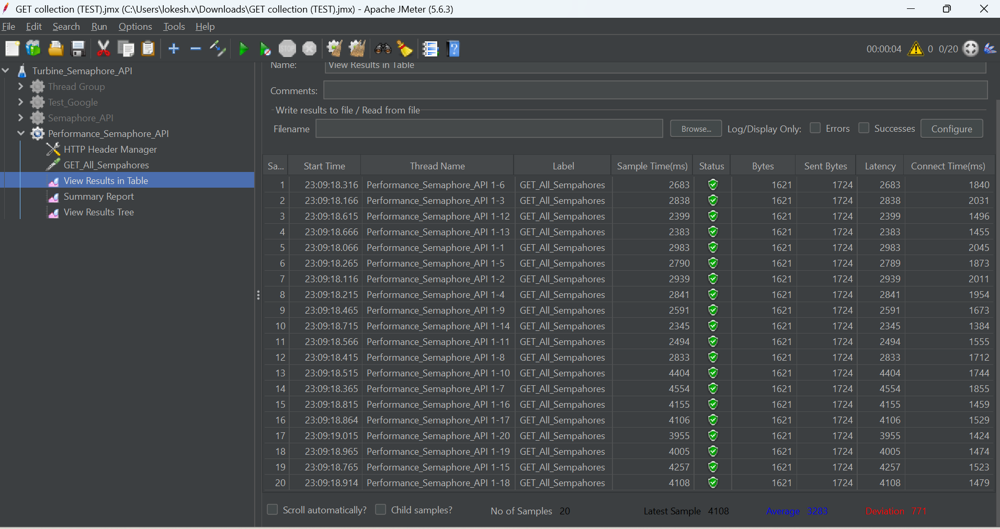 GET collection (TEST).jmx (C:\Users\lokesh.v\Downloads\GET collection (TEST).jmx) - Apache JMeter (5.6.3)
File Edit Search Run Options Tools Help
STOP 00:00:04 0 0/20
Turbine_Semaphore_API
Thread Group
Test_Google
Semaphore_API
Performance_Semaphore_API
HTTP Header Manager
GET_All_Sempahores
View Results in Table
Summary Report
View Results Tree
Name: View Results in Table
Comments:
Write results to file / Read from file
Filename Browse... Log/Display Only: Errors Successes Configure
Sa... Start Time Thread Name Label Sample Time(ms) Status Bytes Sent Bytes Latency Connect Time(ms)
1 23:09:18.316 Performance_Semaphore_API 1-6 GET_All_Sempahores 2683 1621 1724 2683 1840
2 23:09:18.166 Performance_Semaphore_API 1-3 GET_All_Sempahores 2838 1621 1724 2838 2031
3 23:09:18.615 Performance_Semaphore_API 1-12 GET_All_Sempahores 2399 1621 1724 2399 1496
4 23:09:18.666 Performance_Semaphore_API 1-13 GET_All_Sempahores 2383 1621 1724 2383 1455
5 23:09:18.066 Performance_Semaphore_API 1-1 GET_All_Sempahores 2983 1621 1724 2983 2045
6 23:09:18.265 Performance_Semaphore_API 1-5 GET_All_Sempahores 2790 1621 1724 2789 1873
7 23:09:18.116 Performance_Semaphore_API 1-2 GET_All_Sempahores 2939 1621 1724 2939 2011
8 23:09:18.215 Performance_Semaphore_API 1-4 GET_All_Sempahores 2841 1621 1724 2841 1954
9 23:09:18.465 Performance_Semaphore_API 1-9 GET_All_Sempahores 2591 1621 1724 2591 1673
10 23:09:18.715 Performance_Semaphore_API 1-14 GET_All_Sempahores 2345 1621 1724 2345 1384
11 23:09:18.566 Performance_Semaphore_API 1-11 GET_All_Sempahores 2494 1621 1724 2494 1555
12 23:09:18.415 Performance_Semaphore_API 1-8 GET_All_Sempahores 2833 1621 1724 2833 1712
13 23:09:18.515 Performance_Semaphore_API 1-10 GET_All_Sempahores 4404 1621 1724 4404 1744
14 23:09:18.365 Performance_Semaphore_API 1-7 GET_All_Sempahores 4554 1621 1724 4554 1855
15 23:09:18.815 Performance_Semaphore_API 1-16 GET_All_Sempahores 4155 1621 1724 4155 1459
16 23:09:18.864 Performance_Semaphore_API 1-17 GET_All_Sempahores 4106 1621 1724 4106 1529
17 23:09:19.015 Performance_Semaphore_API 1-20 GET_All_Sempahores 3955 1621 1724 3955 1424
18 23:09:18.965 Performance_Semaphore_API 1-19 GET_All_Sempahores 4005 1621 1724 4005 1474
19 23:09:18.765 Performance_Semaphore_API 1-15 GET_All_Sempahores 4257 1621 1724 4257 1523
20 23:09:18.914 Performance_Semaphore_API 1-18 GET_All_Sempahores 4108 1621 1724 4108 1479
Scroll automatically? Child samples? No of Samples 20 Latest Sample 4108 Average 3283 Deviation 771